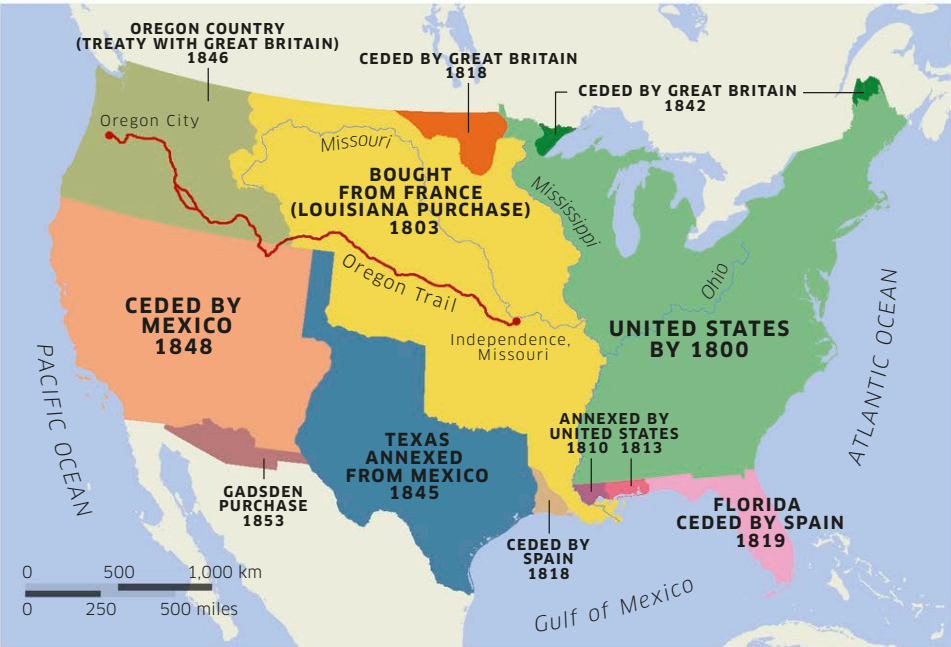 OREGON COUNTRY
(TREATY WITH GREAT BRITAIN)
1846
CEDED BY GREAT BRITAIN
1818
CEDED BY GREAT BRITAIN
1842
Oregon City
Missouri
BOUGHT
FROM FRANCE
(LOUISIANA PURCHASE)
1803
Mississippi
Ohio
Oregon Trail
CEDED BY
MEXICO
1848
Independence,
Missouri
UNITED STATES
BY 1800
PACIFIC OCEAN
ATLANTIC OCEAN
TEXAS
ANNEXED
FROM MEXICO
1845
ANNEXED BY
UNITED STATES
1810 1813
GADSDEN
PURCHASE
1853
FLORIDA
CEDED BY SPAIN
1819
CEDED BY
SPAIN
1818
Gulf of Mexico
0 500 1,000 km
0 250 500 miles